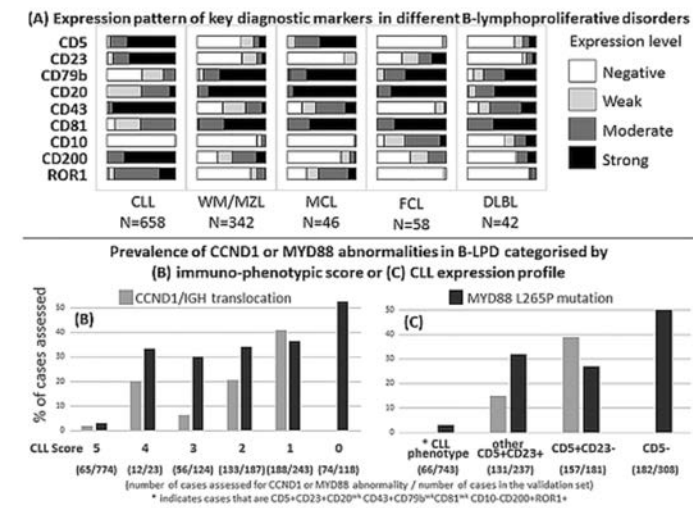 (A) Expression pattern of key diagnostic markers in different B-lymphoproliferative disorders
CD5
CD23
CD79b
CD20
CD43
CD81
CD10
CD200
ROR1
Expression level
Negative
Weak
Moderate
Strong
CLL WM/MZL MCL FCL DLBL
N=658 N=342 N=46 N=58 N=42
Prevalence of CCND1 or MYD88 abnormalities in B-LPD categorised by
(B) immuno-phenotypic score or (C) CLL expression profile
CCND1/IGH translocation MYD88 L265P mutation
% of cases assessed
50
40
30
20
10
0
(B)
50
40
30
20
10
0
(C)
CLL Score 5 4 3 2 1 0
(65/774) (12/23) (56/124) (133/187) (188/243) (74/118)
* CLL phenotype other CD5+CD23+ CD5+CD23- CD5-
(66/743) (131/237) (157/181) (182/308)
(number of cases assessed for CCND1 or MYD88 abnormality / number of cases in the validation set)
* indicates cases that are CD5+CD23+CD20ʷᵏ CD43+CD79bʷᵏCD81ʷᵏ CD10-CD200+ROR1+